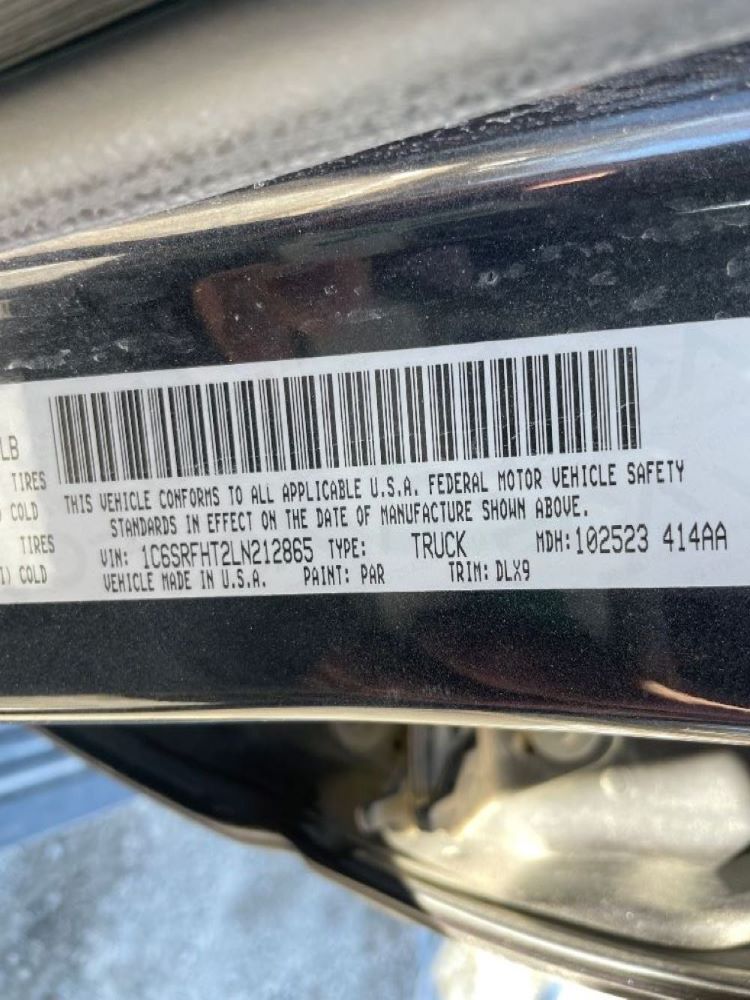 LB
TIRES
COLD
TIRES
COLD
THIS VEHICLE CONFORMS TO ALL APPLICABLE U.S.A. FEDERAL MOTOR VEHICLE SAFETY
STANDARDS IN EFFECT ON THE DATE OF MANUFACTURE SHOWN ABOVE.
VIN: 1C6SRFHT2LN212865 TYPE: TRUCK MDH:102523 414AA
VEHICLE MADE IN U.S.A. PAINT: PAR TRIM: DLX9